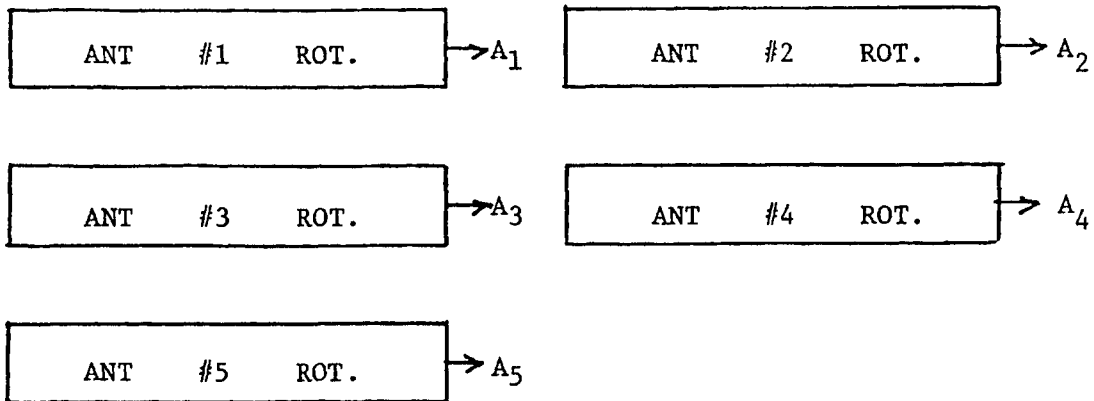 ANT #1 ROT. A1 ANT #2 ROT. A2
ANT #3 ROT. A3 ANT #4 ROT. A4
ANT #5 ROT. A5